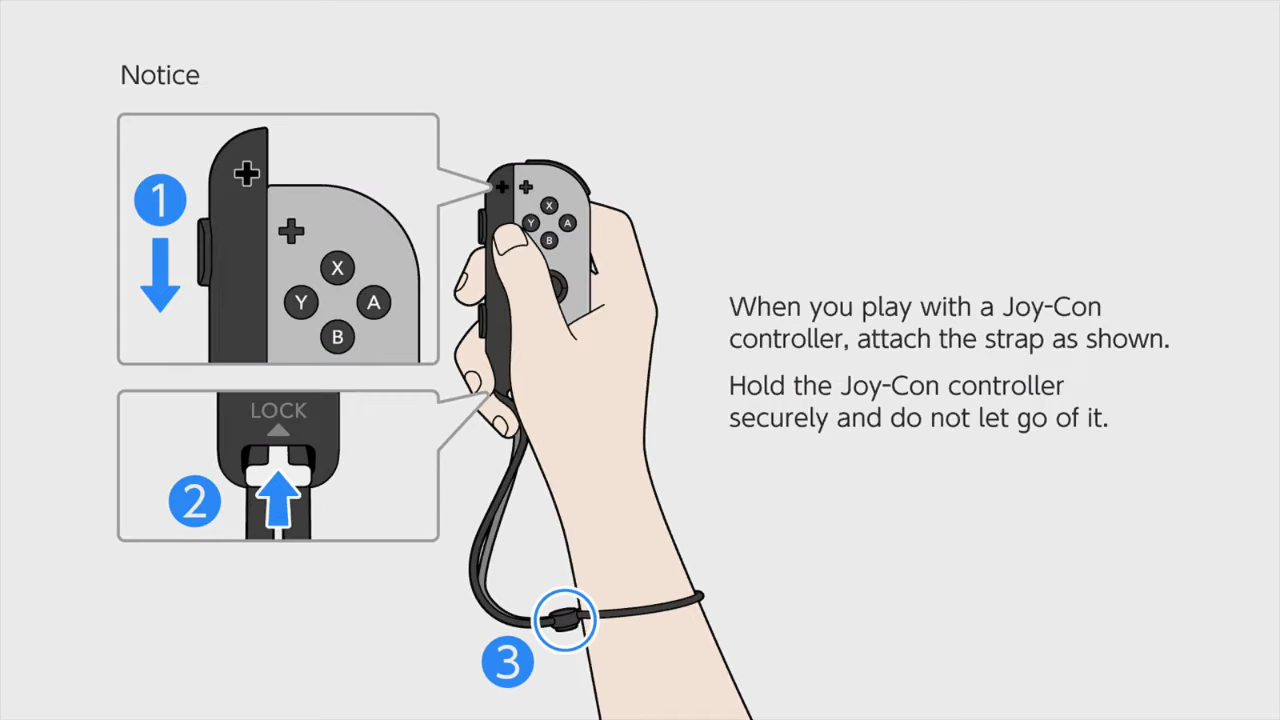 Notice
1
X
Y
A
B
LOCK
2
X
Y
A
B
3
When you play with a Joy-Con
controller, attach the strap as shown.
Hold the Joy-Con controller
securely and do not let go of it.